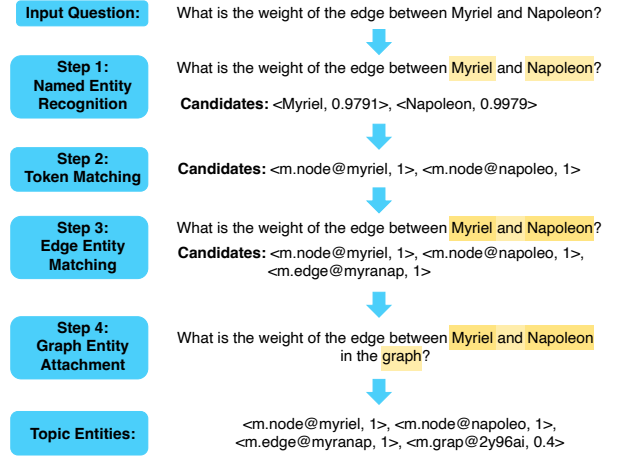 Input Question:
What is the weight of the edge between Myriel and Napoleon?
Step 1:
Named Entity
Recognition
What is the weight of the edge between Myriel and Napoleon?
Candidates: <Myriel, 0.9791>, <Napoleon, 0.9979>
Step 2:
Token Matching
Candidates: <m.node@myriel, 1>, <m.node@napoleo, 1>
Step 3:
Edge Entity
Matching
What is the weight of the edge between Myriel and Napoleon?
Candidates: <m.node@myriel, 1>, <m.node@napoleo, 1>,
<m.edge@myranap, 1>
Step 4:
Graph Entity
Attachment
What is the weight of the edge between Myriel and Napoleon
in the graph?
Topic Entities:
<m.node@myriel, 1>, <m.node@napoleo, 1>,
<m.edge@myranap, 1>, <m.grap@2y96ai, 0.4>